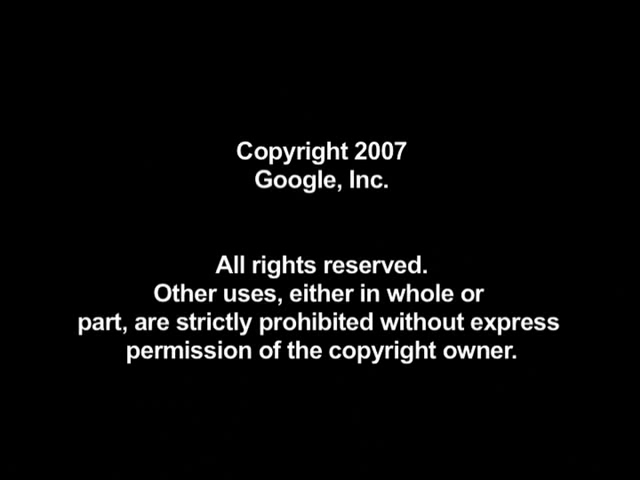 Copyright 2007
Google, Inc.
All rights reserved.
Other uses, either in whole or
part, are strictly prohibited without express
permission of the copyright owner.